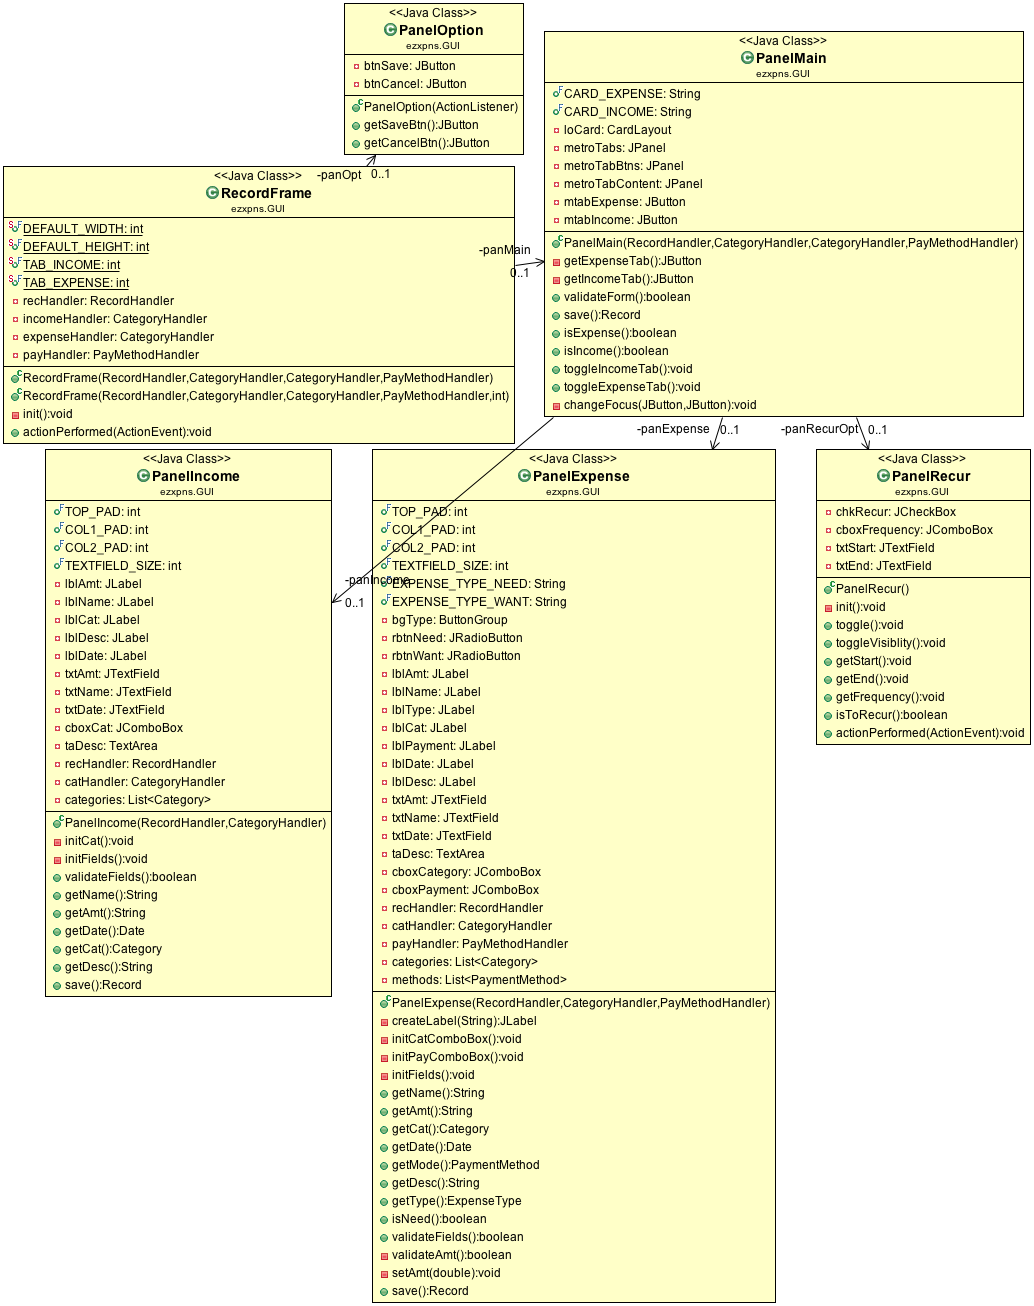 <<Java Class>>
PanelOption
ezxpns.GUI
btnSave: JButton
btnCancel: JButton
PanelOption(ActionListener)
getSaveBtn():JButton
getCancelBtn():JButton
<<Java Class>>
PanelMain
ezxpns.GUI
CARD_EXPENSE: String
CARD_INCOME: String
loCard: CardLayout
metroTabs: JPanel
metroTabBtns: JPanel
metroTabContent: JPanel
mtabExpense: JButton
mtabIncome: JButton
PanelMain(RecordHandler,CategoryHandler,CategoryHandler,PayMethodHandler)
getExpenseTab():JButton
getIncomeTab():JButton
validateForm():boolean
save():Record
isExpense():boolean
isIncome():boolean
toggleIncomeTab():void
toggleExpenseTab():void
changeFocus(JButton,JButton):void
-panOpt 0..1
<<Java Class>>
RecordFrame
ezxpns.GUI
DEFAULT_WIDTH: int
DEFAULT_HEIGHT: int
TAB_INCOME: int
TAB_EXPENSE: int
recHandler: RecordHandler
incomeHandler: CategoryHandler
expenseHandler: CategoryHandler
payHandler: PayMethodHandler
RecordFrame(RecordHandler,CategoryHandler,CategoryHandler,PayMethodHandler)
RecordFrame(RecordHandler,CategoryHandler,CategoryHandler,PayMethodHandler,int)
init():void
actionPerformed(ActionEvent):void
-panMain
0..1
-panExpense 0..1
-panRecurOpt 0..1
<<Java Class>>
PanelIncome
ezxpns.GUI
TOP_PAD: int
COL1_PAD: int
COL2_PAD: int
TEXTFIELD_SIZE: int
lblAmt: JLabel
lblName: JLabel
lblCat: JLabel
lblDesc: JLabel
lblDate: JLabel
txtAmt: JTextField
txtName: JTextField
txtDate: JTextField
cboxCat: JComboBox
taDesc: TextArea
recHandler: RecordHandler
catHandler: CategoryHandler
categories: List<Category>
PanelIncome(RecordHandler,CategoryHandler)
initCat():void
initFields():void
validateFields():boolean
getName():String
getAmt():String
getDate():Date
getCat():Category
getDesc():String
save():Record
-panIncome
0..1
<<Java Class>>
PanelExpense
ezxpns.GUI
TOP_PAD: int
COL1_PAD: int
COL2_PAD: int
TEXTFIELD_SIZE: int
EXPENSE_TYPE_NEED: String
EXPENSE_TYPE_WANT: String
bgType: ButtonGroup
rbtnNeed: JRadioButton
rbtnWant: JRadioButton
lblAmt: JLabel
lblName: JLabel
lblType: JLabel
lblCat: JLabel
lblPayment: JLabel
lblDate: JLabel
lblDesc: JLabel
txtAmt: JTextField
txtName: JTextField
txtDate: JTextField
taDesc: TextArea
cboxCategory: JComboBox
cboxPayment: JComboBox
recHandler: RecordHandler
catHandler: CategoryHandler
payHandler: PayMethodHandler
categories: List<Category>
methods: List<PaymentMethod>
PanelExpense(RecordHandler,CategoryHandler,PayMethodHandler)
createLabel(String):JLabel
initCatComboBox():void
initPayComboBox():void
initFields():void
getName():String
getAmt():String
getCat():Category
getDate():Date
getMode():PaymentMethod
getDesc():String
getType():ExpenseType
isNeed():boolean
validateFields():boolean
validateAmt():boolean
setAmt(double):void
save():Record
<<Java Class>>
PanelRecur
ezxpns.GUI
chkRecur: JCheckBox
cboxFrequency: JComboBox
txtStart: JTextField
txtEnd: JTextField
PanelRecur()
init():void
toggle():void
toggleVisiblity():void
getStart():void
getEnd():void
getFrequency():void
isToRecur():boolean
actionPerformed(ActionEvent):void